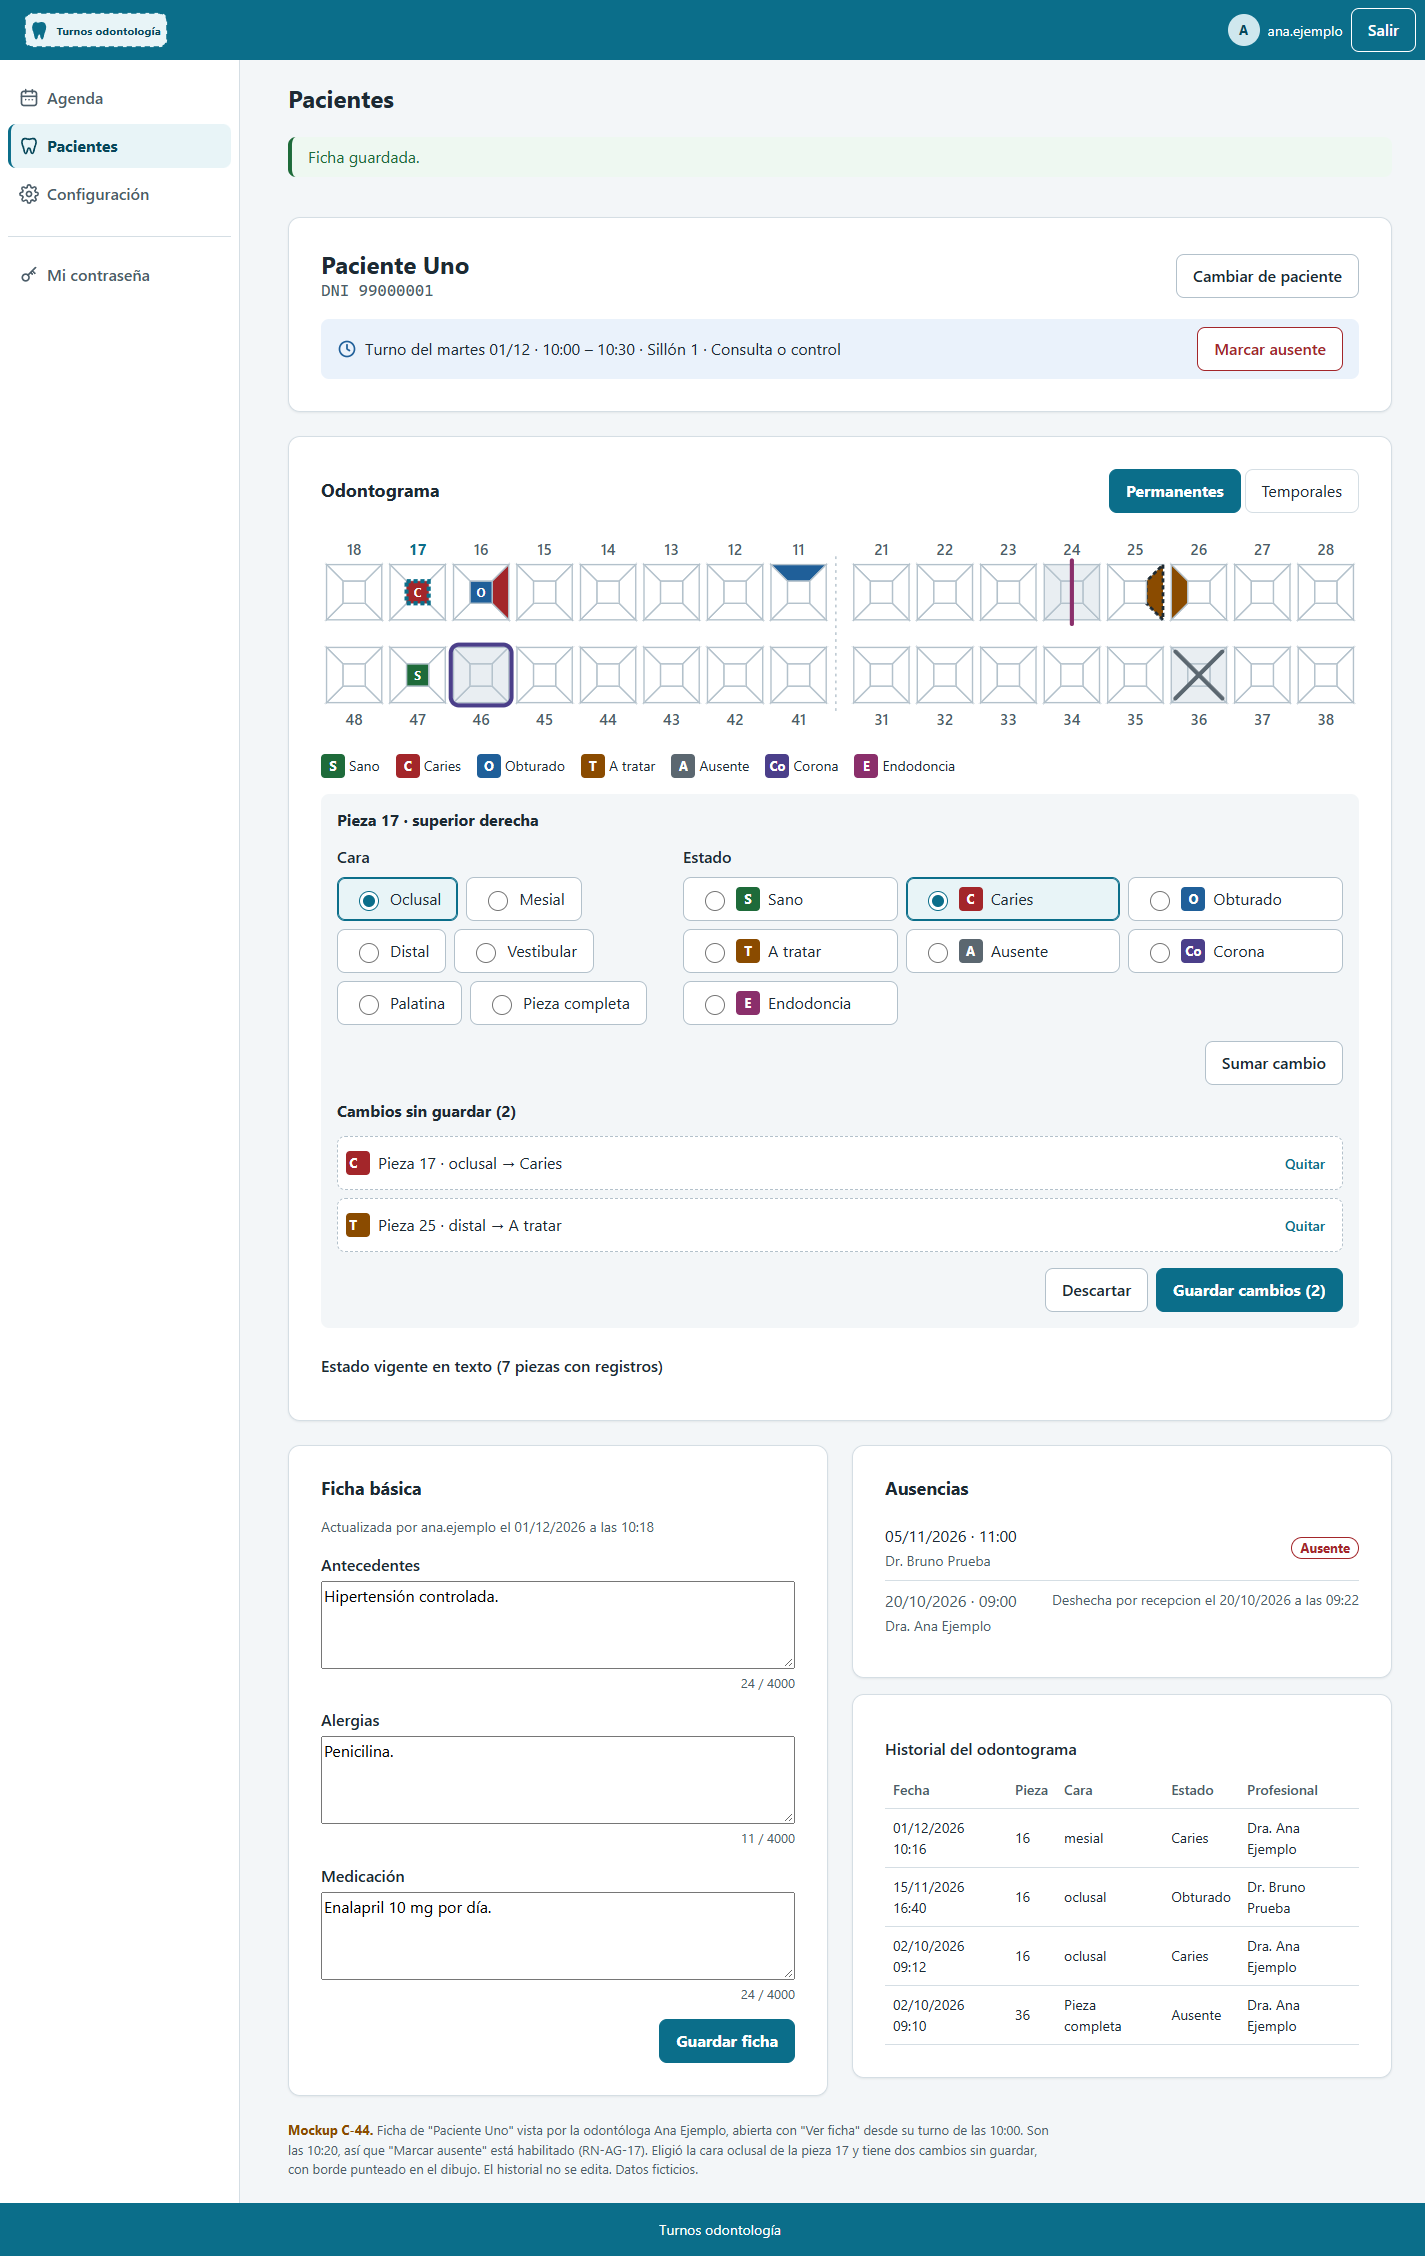 Turnos odontología
A ana.ejemplo Salir
Agenda
Pacientes
Configuración
Mi contraseña
Pacientes
Ficha guardada.
Paciente Uno
DNI 99000001
Cambiar de paciente
Turno del martes 01/12 · 10:00 – 10:30 · Sillón 1 · Consulta o control
Marcar ausente
Odontograma
Permanentes Temporales
18 17 16 15 14 13 12 11 21 22 23 24 25 26 27 28
C O
S
48 47 46 45 44 43 42 41 31 32 33 34 35 36 37 38
S Sano C Caries O Obturado T A tratar A Ausente Co Corona E Endodoncia
Pieza 17 · superior derecha
Cara
Oclusal Mesial
Distal Vestibular
Palatina Pieza completa
Estado
S Sano C Caries O Obturado
T A tratar A Ausente Co Corona
E Endodoncia
Sumar cambio
Cambios sin guardar (2)
C Pieza 17 · oclusal → Caries Quitar
T Pieza 25 · distal → A tratar Quitar
Descartar Guardar cambios (2)
Estado vigente en texto (7 piezas con registros)
Ficha básica
Actualizada por ana.ejemplo el 01/12/2026 a las 10:18
Antecedentes
Hipertensión controlada.
24 / 4000
Alergias
Penicilina.
11 / 4000
Medicación
Enalapril 10 mg por día.
24 / 4000
Guardar ficha
Ausencias
05/11/2026 · 11:00
Dr. Bruno Prueba
Ausente
20/10/2026 · 09:00
Dra. Ana Ejemplo
Deshecha por recepcion el 20/10/2026 a las 09:22
Historial del odontograma
Fecha Pieza Cara Estado Profesional
01/12/2026 10:16 16 mesial Caries Dra. Ana Ejemplo
15/11/2026 16:40 16 oclusal Obturado Dr. Bruno Prueba
02/10/2026 09:12 16 oclusal Caries Dra. Ana Ejemplo
02/10/2026 09:10 36 Pieza completa Ausente Dra. Ana Ejemplo
Mockup C-44. Ficha de "Paciente Uno" vista por la odontóloga Ana Ejemplo, abierta con "Ver ficha" desde su turno de las 10:00. Son
las 10:20, así que "Marcar ausente" está habilitado (RN-AG-17). Eligió la cara oclusal de la pieza 17 y tiene dos cambios sin guardar,
con borde punteado en el dibujo. El historial no se edita. Datos ficticios.
Turnos odontología